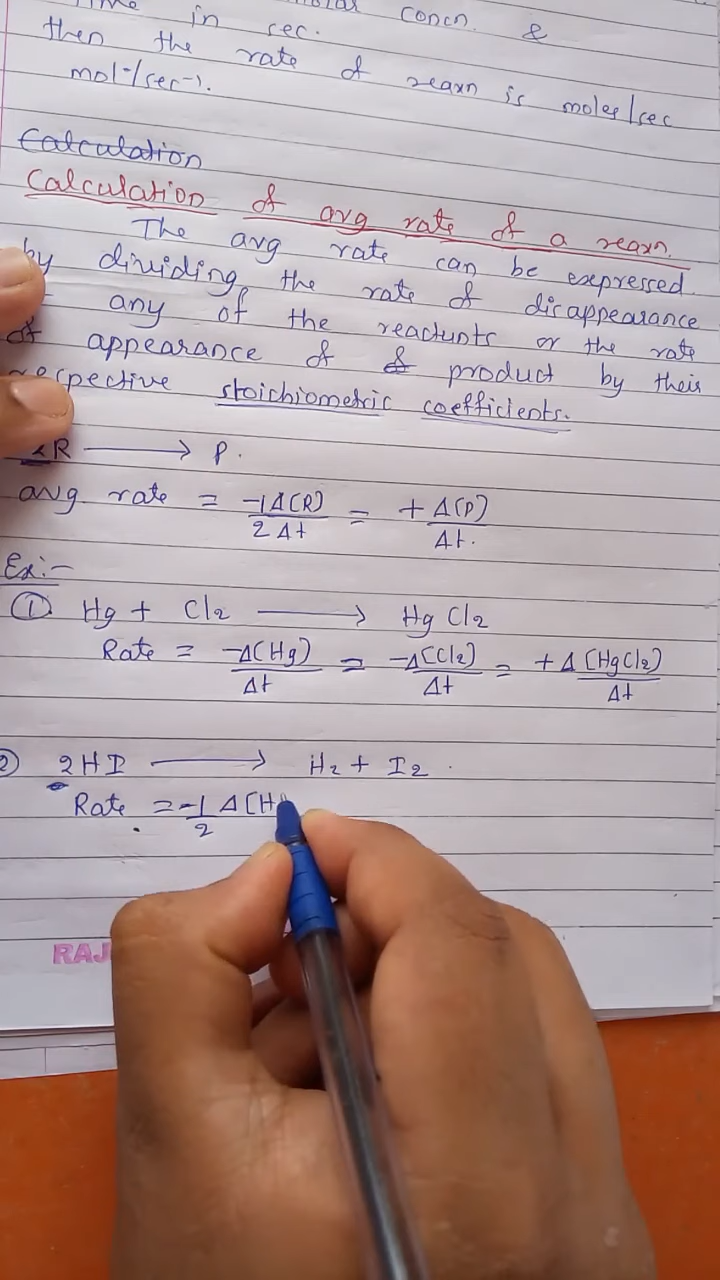 in sec. concn. &
then the rate of reaxn is moles/sec
mol⁻/sec⁻¹.
Calculation
Calculation of avg rate of a reaxn.
The avg rate can be expressed
by dividing the rate of disappearance
any of the reactunts or the rate
of appearance of & product by their
respective stoichiometric coefficients.
2R ⟶ P.
avg rate = -1Δ(R)/2Δt = +Δ(P)/Δt.
Ex:-
① Hg + Cl2 ⟶ HgCl2
Rate = -Δ(Hg)/Δt = -Δ(Cl2)/Δt = +Δ(HgCl2)/Δt
② 2HI ⟶ H2 + I2.
Rate = -1/2 Δ[H
RAJ